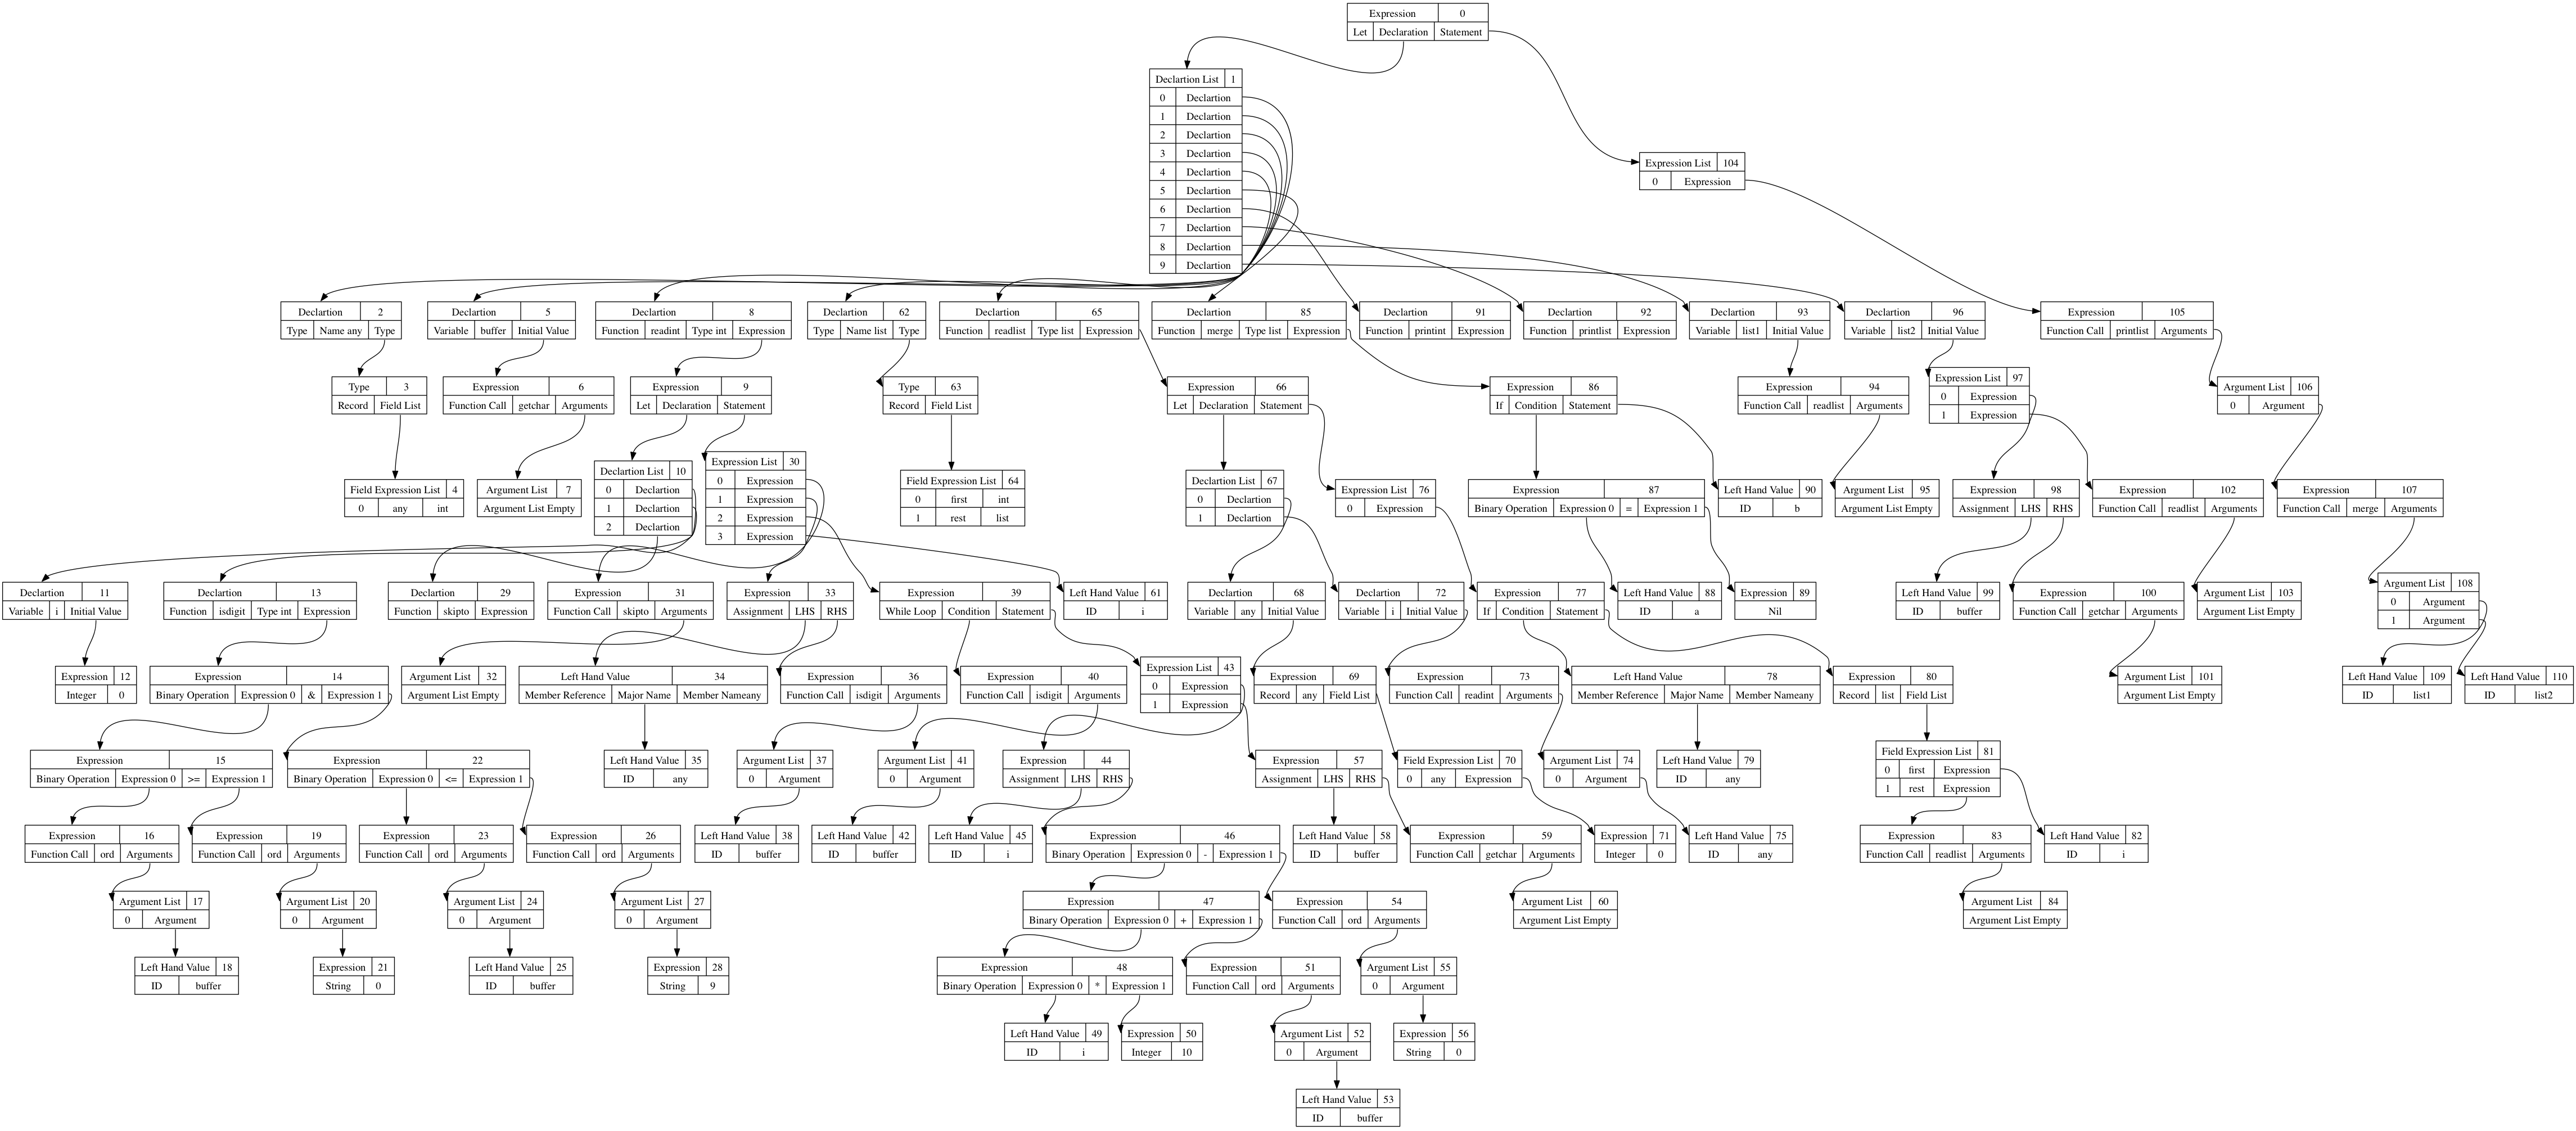 Expression 0
Let Declaration Statement
Declartion List 1
0 Declartion
1 Declartion
2 Declartion
3 Declartion
4 Declartion
5 Declartion
6 Declartion
7 Declartion
8 Declartion
9 Declartion
Expression List 104
0 Expression
Declartion 2
Type Name any Type
Declartion 5
Variable buffer Initial Value
Declartion 8
Function readint Type int Expression
Declartion 62
Type Name list Type
Declartion 65
Function readlist Type list Expression
Declartion 85
Function merge Type list Expression
Declartion 91
Function printint Expression
Declartion 92
Function printlist Expression
Declartion 93
Variable list1 Initial Value
Declartion 96
Variable list2 Initial Value
Expression 105
Function Call printlist Arguments
Type 3
Record Field List
Expression 6
Function Call getchar Arguments
Expression 9
Let Declaration Statement
Type 63
Record Field List
Expression 66
Let Declaration Statement
Expression 86
If Condition Statement
Expression 94
Function Call readlist Arguments
Expression List 97
0 Expression
1 Expression
Argument List 106
0 Argument
Field Expression List 4
0 any int
Argument List 7
Argument List Empty
Declartion List 10
0 Declartion
1 Declartion
2 Declartion
Expression List 30
0 Expression
1 Expression
2 Expression
3 Expression
Field Expression List 64
0 first int
1 rest list
Declartion List 67
0 Declartion
1 Declartion
Expression List 76
0 Expression
Expression 87
Binary Operation Expression 0 = Expression 1
Left Hand Value 90
ID b
Argument List 95
Argument List Empty
Expression 98
Assignment LHS RHS
Expression 102
Function Call readlist Arguments
Expression 107
Function Call merge Arguments
Declartion 11
Variable i Initial Value
Declartion 13
Function isdigit Type int Expression
Declartion 29
Function skipto Expression
Expression 31
Function Call skipto Arguments
Expression 33
Assignment LHS RHS
Expression 39
While Loop Condition Statement
Left Hand Value 61
ID i
Declartion 68
Variable any Initial Value
Declartion 72
Variable i Initial Value
Expression 77
If Condition Statement
Left Hand Value 88
ID a
Expression 89
Nil
Left Hand Value 99
ID buffer
Expression 100
Function Call getchar Arguments
Argument List 103
Argument List Empty
Argument List 108
0 Argument
1 Argument
Expression 12
Integer 0
Expression 14
Binary Operation Expression 0 & Expression 1
Argument List 32
Argument List Empty
Left Hand Value 34
Member Reference Major Name Member Nameany
Expression 36
Function Call isdigit Arguments
Expression 40
Function Call isdigit Arguments
Expression List 43
0 Expression
1 Expression
Expression 69
Record any Field List
Expression 73
Function Call readint Arguments
Left Hand Value 78
Member Reference Major Name Member Nameany
Expression 80
Record list Field List
Argument List 101
Argument List Empty
Left Hand Value 109
ID list1
Left Hand Value 110
ID list2
Expression 15
Binary Operation Expression 0 >= Expression 1
Expression 22
Binary Operation Expression 0 <= Expression 1
Left Hand Value 35
ID any
Argument List 37
0 Argument
Argument List 41
0 Argument
Expression 44
Assignment LHS RHS
Expression 57
Assignment LHS RHS
Field Expression List 70
0 any Expression
Argument List 74
0 Argument
Left Hand Value 79
ID any
Field Expression List 81
0 first Expression
1 rest Expression
Expression 16
Function Call ord Arguments
Expression 19
Function Call ord Arguments
Expression 23
Function Call ord Arguments
Expression 26
Function Call ord Arguments
Left Hand Value 38
ID buffer
Left Hand Value 42
ID buffer
Left Hand Value 45
ID i
Expression 46
Binary Operation Expression 0 - Expression 1
Left Hand Value 58
ID buffer
Expression 59
Function Call getchar Arguments
Expression 71
Integer 0
Left Hand Value 75
ID any
Expression 83
Function Call readlist Arguments
Left Hand Value 82
ID i
Argument List 17
0 Argument
Argument List 20
0 Argument
Argument List 24
0 Argument
Argument List 27
0 Argument
Expression 47
Binary Operation Expression 0 + Expression 1
Expression 54
Function Call ord Arguments
Argument List 60
Argument List Empty
Argument List 84
Argument List Empty
Left Hand Value 18
ID buffer
Expression 21
String 0
Left Hand Value 25
ID buffer
Expression 28
String 9
Expression 48
Binary Operation Expression 0 * Expression 1
Expression 51
Function Call ord Arguments
Argument List 55
0 Argument
Left Hand Value 49
ID i
Expression 50
Integer 10
Argument List 52
0 Argument
Expression 56
String 0
Left Hand Value 53
ID buffer